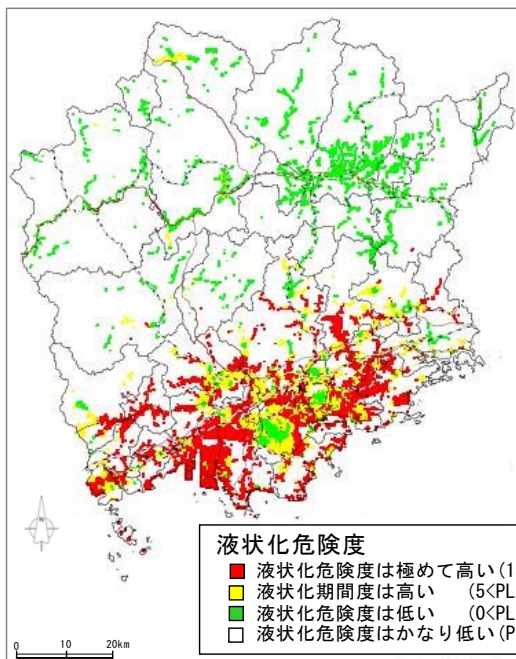 N
液状化危険度
液状化危険度は極めて高い(1
液状化期間度は高い (5<PL
液状化危険度は低い (0<PL
液状化危険度はかなり低い(P
0 10 20km